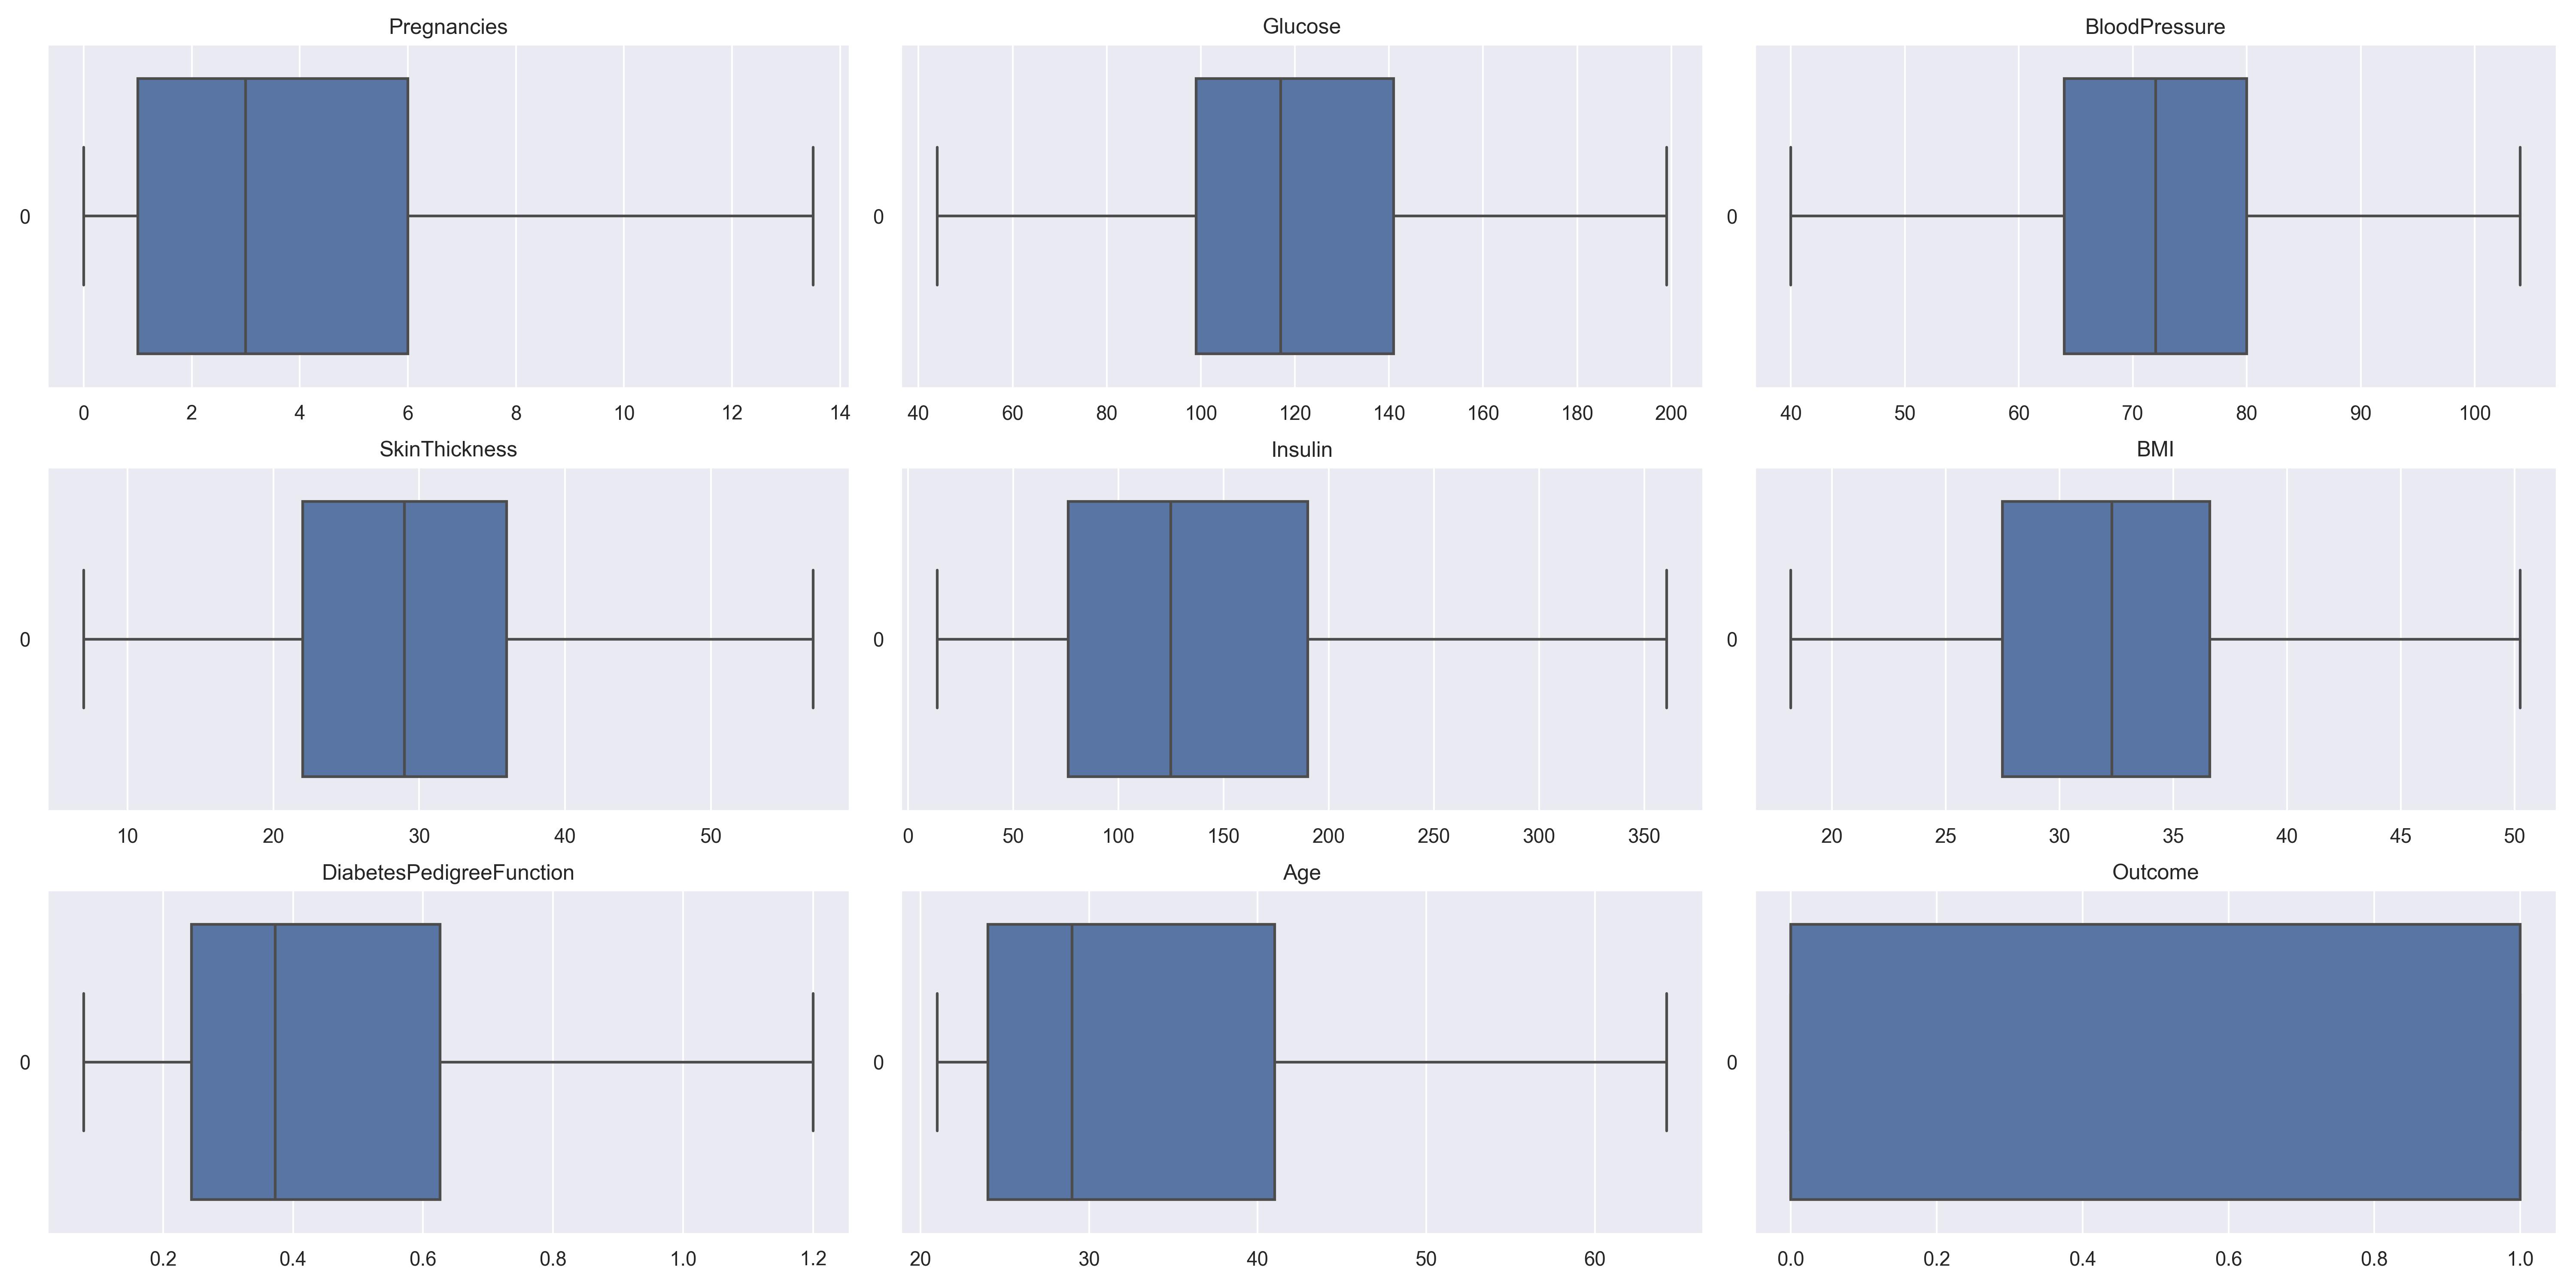 Pregnancies
0
0 2 4 6 8 10 12 14
Glucose
0
40 60 80 100 120 140 160 180 200
BloodPressure
0
40 50 60 70 80 90 100
SkinThickness
0
10 20 30 40 50
Insulin
0
0 50 100 150 200 250 300 350
BMI
0
20 25 30 35 40 45 50
DiabetesPedigreeFunction
0
0.2 0.4 0.6 0.8 1.0 1.2
Age
0
20 30 40 50 60
Outcome
0
0.0 0.2 0.4 0.6 0.8 1.0